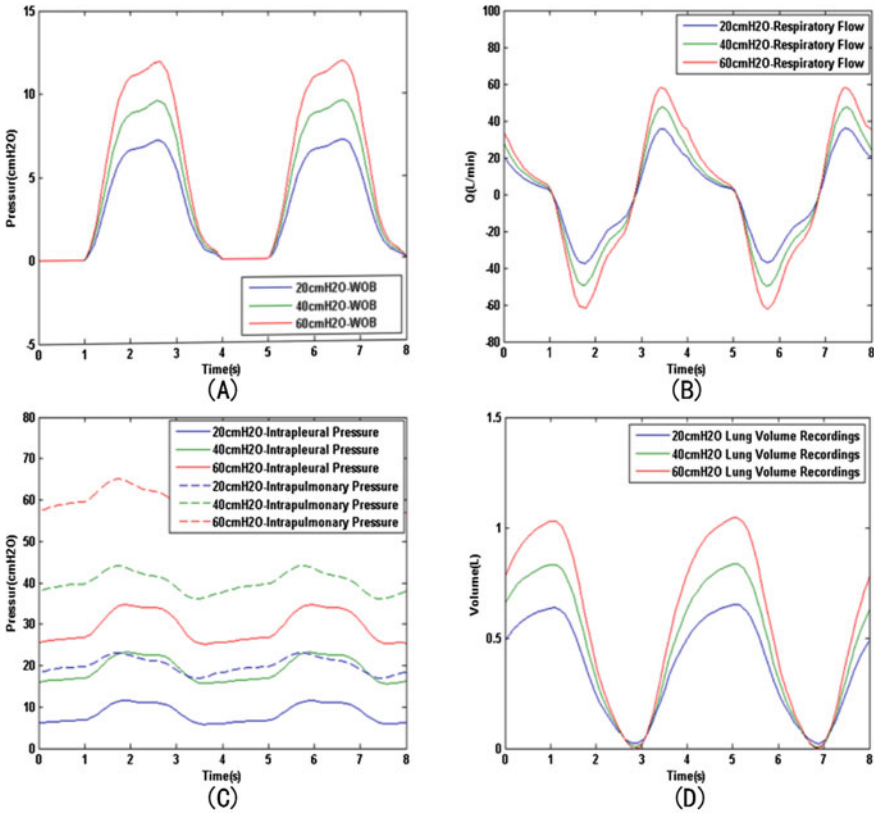 15
10
5
0
-5
Pressur(cmH2O)
20cmH2O-WOB
40cmH2O-WOB
60cmH2O-WOB
0 1 2 3 4 5 6 7 8
Time(s)
(A)
100
80
60
40
20
0
-20
-40
-60
-80
Q(L/min)
20cmH2O-Respiratory Flow
40cmH2O-Respiratory Flow
60cmH2O-Respiratory Flow
0 1 2 3 4 5 6 7 8
Time(s)
(B)
80
70
60
50
40
30
20
10
0
Pressur(cmH2O)
20cmH2O-Intrapleural Pressure
40cmH2O-Intrapleural Pressure
60cmH2O-Intrapleural Pressure
20cmH2O-Intrapulmonary Pressure
40cmH2O-Intrapulmonary Pressure
60cmH2O-Intrapulmonary Pressure
0 1 2 3 4 5 6 7 8
Time(s)
(C)
1.5
1
0.5
0
Volume(L)
20cmH2O Lung Volume Recordings
40cmH2O Lung Volume Recordings
60cmH2O Lung Volume Recordings
0 1 2 3 4 5 6 7 8
Time(s)
(D)